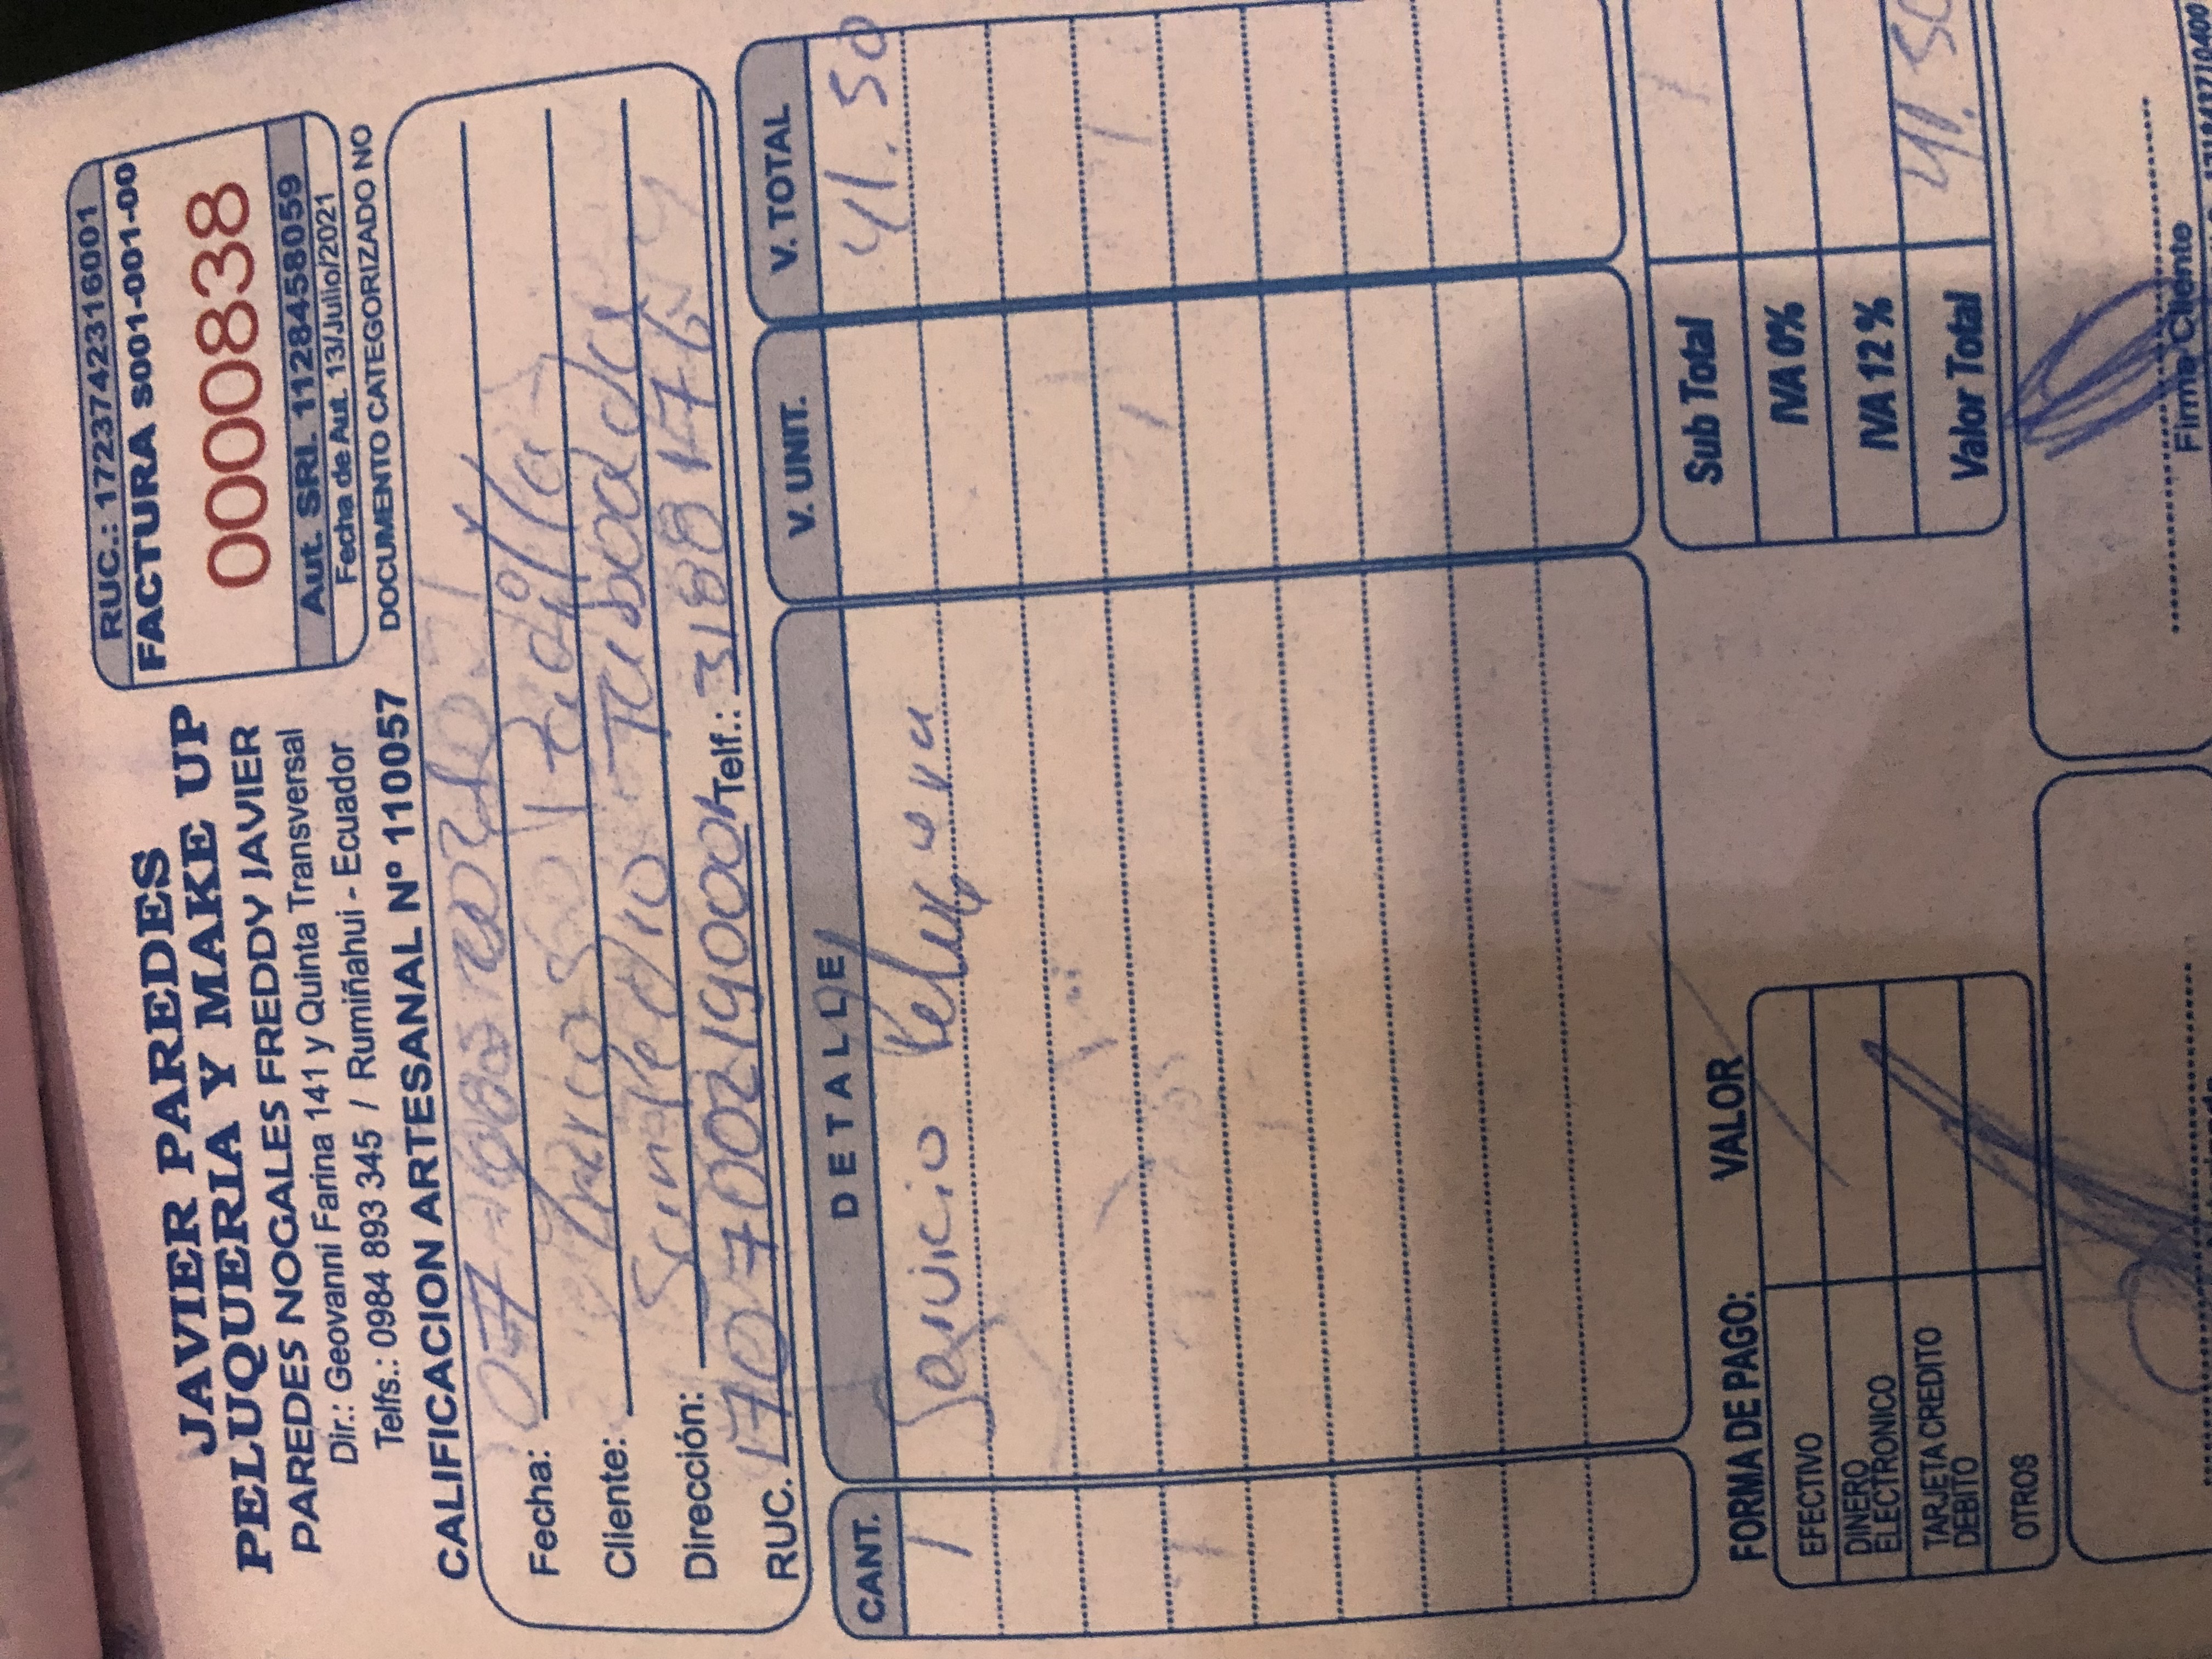 RUC.: 1723742316001
FACTURA S001-001-00
0000838
Aut. SRI. 1128458059
Fecha de Aut. 13/Julio/2021
DOCUMENTO CATEGORIZADO NO
JAVIER PAREDES
PELUQUERIA Y MAKE UP
PAREDES NOGALES FREDDY JAVIER
Dir.: Geovanni Farina 141 y Quinta Transversal
Telfs.: 0984 893 345 / Rumiñahui - Ecuador
CALIFICACION ARTESANAL Nº 110057
Fecha: 07 2021
Cliente: Marcos Padilla
Dirección: San Pedro Taboada
RUC. 1707002190001 Telf.: 3188176
CANT. DETALLE V. UNIT. V. TOTAL
1 Servicio 41.50
Sub Total
IVA 0%
IVA 12%
Valor Total 41.50
FORMA DE PAGO: VALOR
EFECTIVO
DINERO
ELECTRONICO
TARJETA CREDITO
DEBITO
OTROS
Firma Cliente